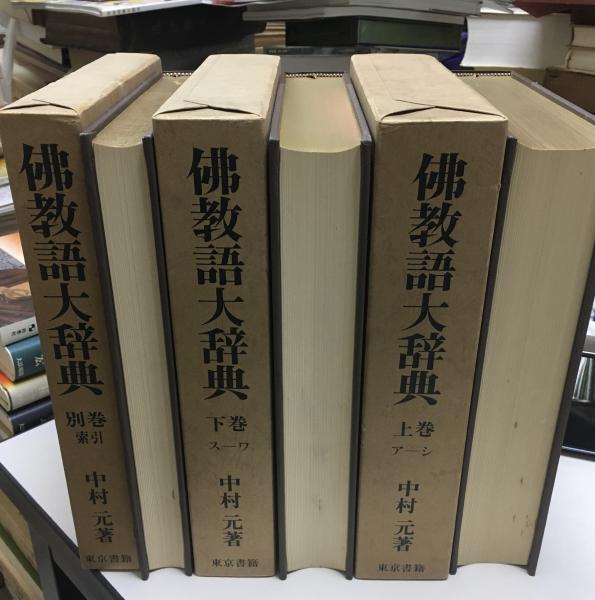 佛教語大辞典
別巻
索引
中村元著
東京書籍
佛教語大辞典
下巻
スーワ
中村元著
東京書籍
佛教語大辞典
上巻
アーシ
中村元著
東京書籍